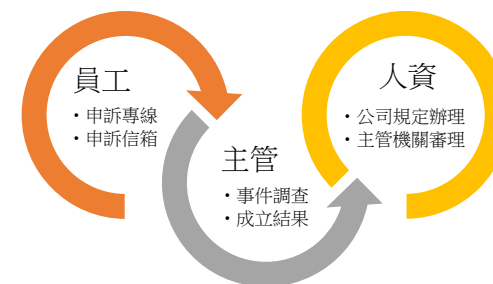 員工
・申訴專線
・申訴信箱
主管
・事件調查
・成立結果
人資
・公司規定辦理
・主管機關審理